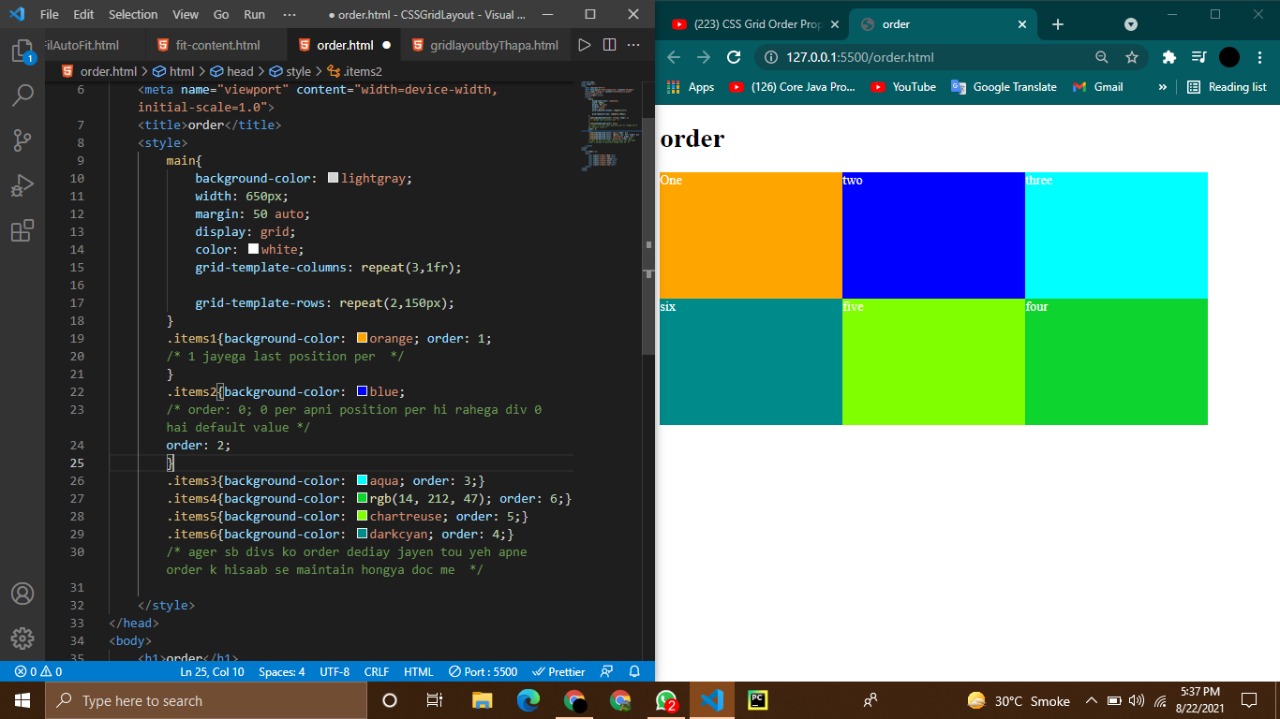 File Edit Selection View Go Run ··· ● order.html - CSSGridLayout - Visual ...
FilAutoFit.html fit-content.html order.html ● gridlayoutbyThapa.html ···
order.html > html > head > style > .items2
6 <meta name="viewport" content="width=device-width,
initial-scale=1.0">
7 <title>order</title>
8 <style>
9 main{
10 background-color: lightgray;
11 width: 650px;
12 margin: 50 auto;
13 display: grid;
14 color: white;
15 grid-template-columns: repeat(3,1fr);
16
17 grid-template-rows: repeat(2,150px);
18 }
19 .items1{background-color: orange; order: 1;
20 /* 1 jayega last position per  */
21 }
22 .items2{background-color: blue;
23 /* order: 0; 0 per apni position per hi rahega div 0
hai default value */
24 order: 2;
25 }
26 .items3{background-color: aqua; order: 3;}
27 .items4{background-color: rgb(14, 212, 47); order: 6;}
28 .items5{background-color: chartreuse; order: 5;}
29 .items6{background-color: darkcyan; order: 4;}
30 /* ager sb divs ko order dediay jayen tou yeh apne
order k hisaab se maintain hongya doc me  */
31
32 </style>
33 </head>
34 <body>
35 <h1>order</h1>
1
0 0 Ln 25, Col 10 Spaces: 4 UTF-8 CRLF HTML Port : 5500 Prettier
(223) CSS Grid Order Prop order
127.0.0.1:5500/order.html
Apps (126) Core Java Pro... YouTube Google Translate Gmail » Reading list
order
One two three
six five four
Type here to search 2 PC 30°C Smoke 5:37 PM
8/22/2021